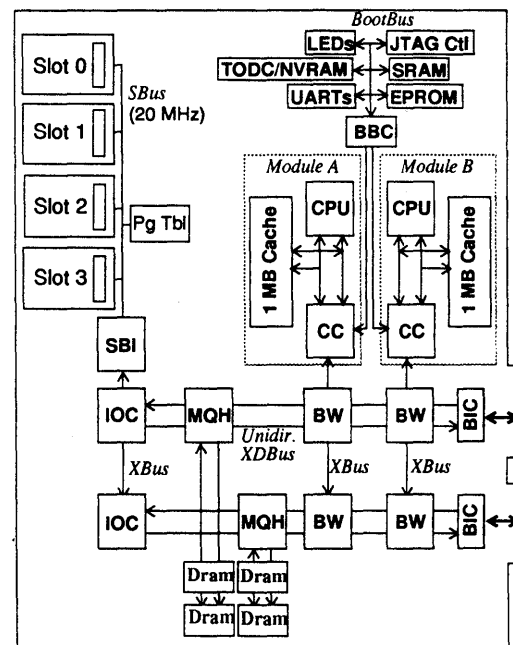 BootBus
LEDs
JTAG Ctl
Slot 0
TODC/NVRAM
SRAM
SBus
(20 MHz)
UARTs
EPROM
Slot 1
BBC
Module A
Module B
Slot 2
Pg Tbl
1 MB Cache
CPU
CPU
1 MB Cache
Slot 3
SBI
CC
CC
IOC
MQH
BW
BW
BIC
Unidir.
XDBus
XBus
XBus
XBus
IOC
MQH
BW
BW
BIC
Dram
Dram
Dram
Dram